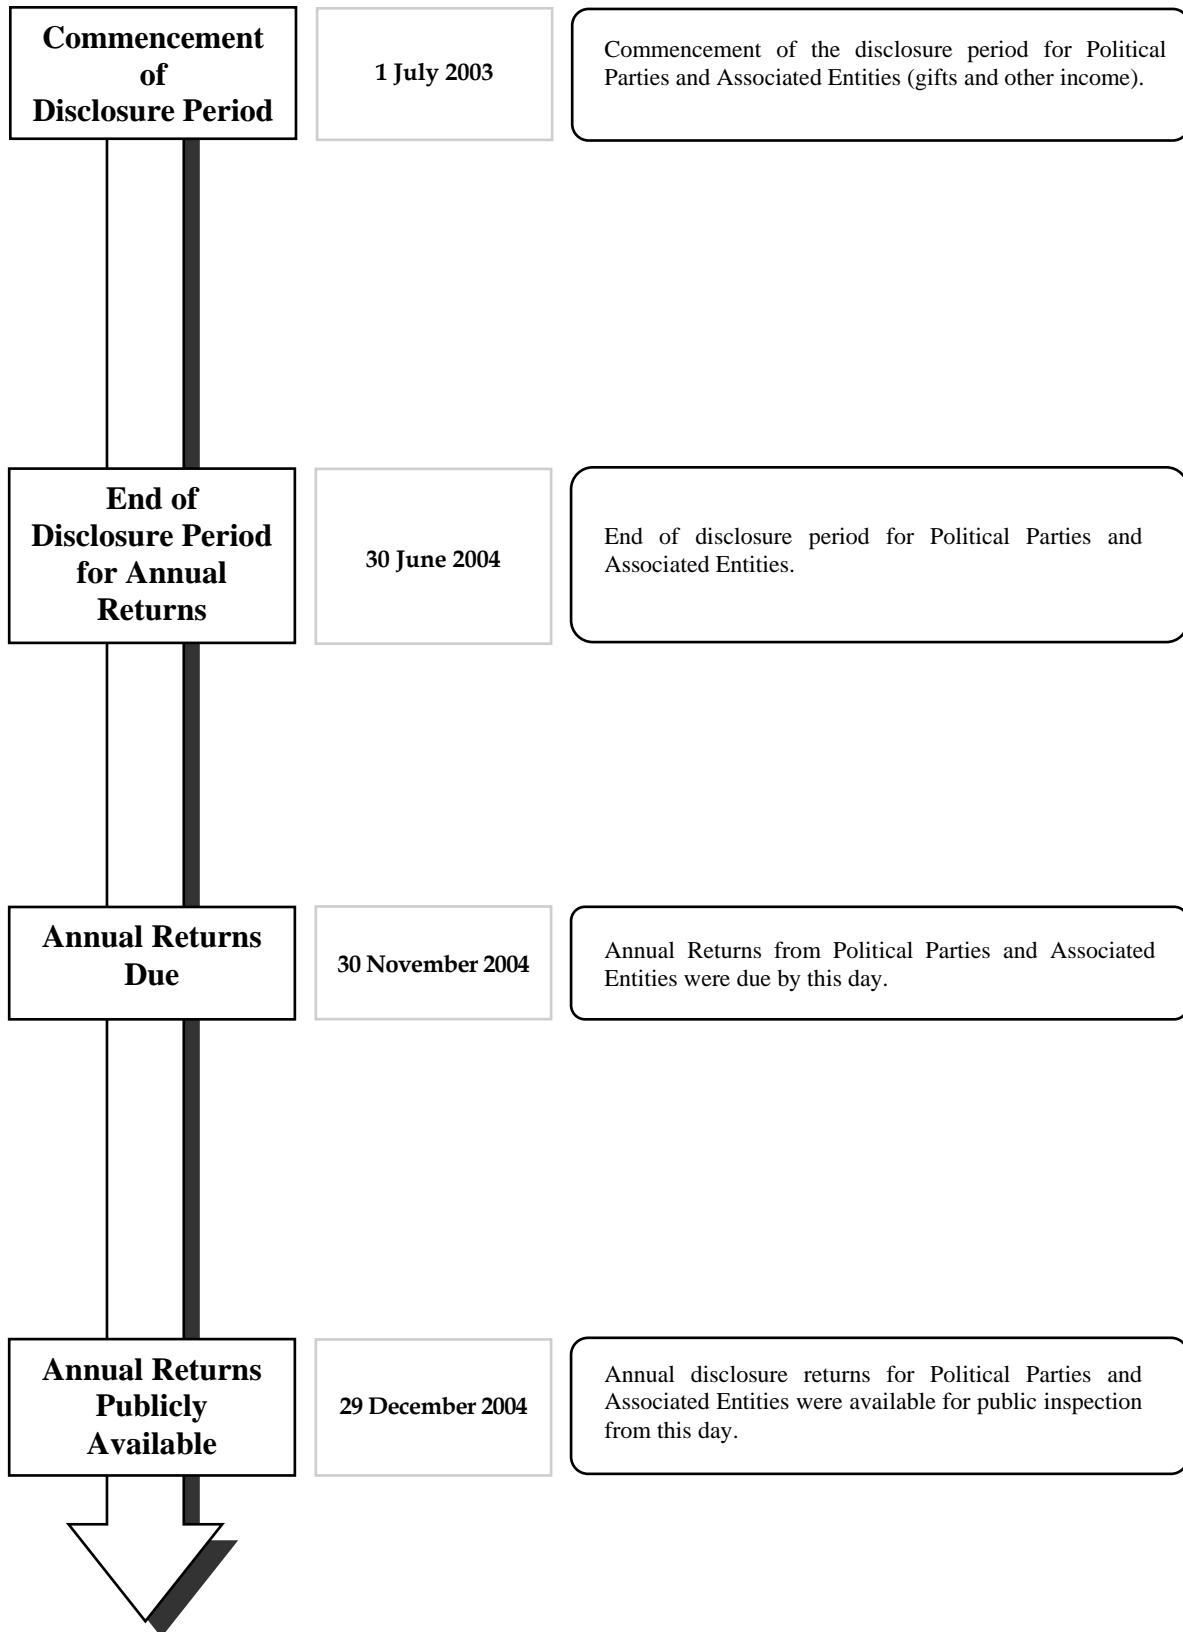 Commencement
of
Disclosure Period
1 July 2003
Commencement of the disclosure period for Political
Parties and Associated Entities (gifts and other income).
End of
Disclosure Period
for Annual
Returns
30 June 2004
End of disclosure period for Political Parties and
Associated Entities.
Annual Returns
Due
30 November 2004
Annual Returns from Political Parties and Associated
Entities were due by this day.
Annual Returns
Publicly
Available
29 December 2004
Annual disclosure returns for Political Parties and
Associated Entities were available for public inspection
from this day.